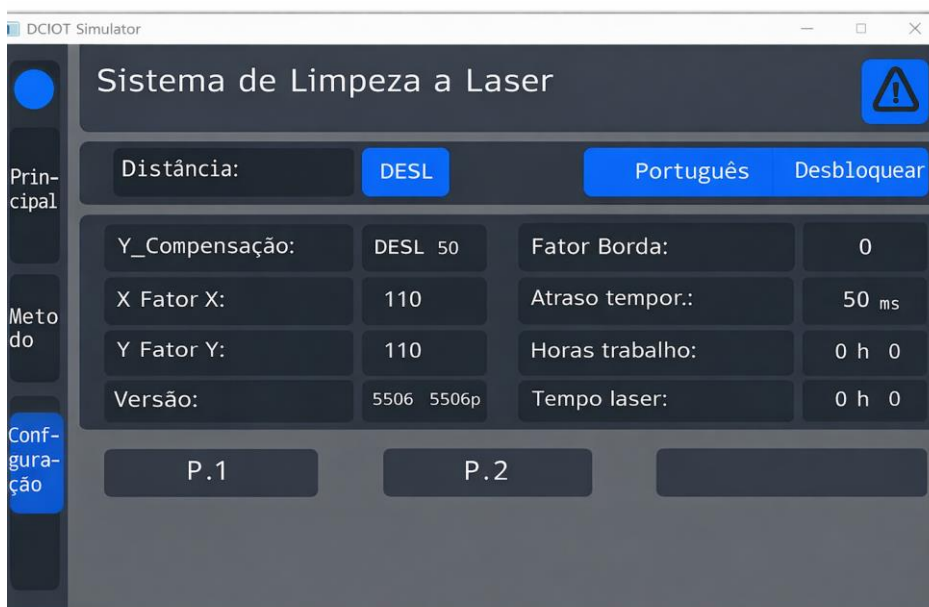 DCIOT Simulator
Sistema de Limpeza a Laser
Prin-
cipal
Meto
do
Conf-
gura-
ção
Distância: DESL Português Desbloquear
Y_Compensação: DESL 50 Fator Borda: 0
X Fator X: 110 Atraso tempor.: 50 ms
Y Fator Y: 110 Horas trabalho: 0 h 0
Versão: 5506 5506p Tempo laser: 0 h 0
P.1 P.2